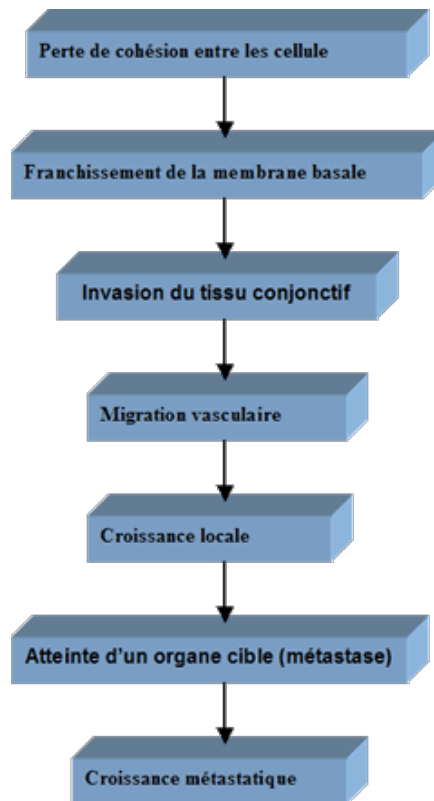 Perte de cohésion entre les cellule
Franchissement de la membrane basale
Invasion du tissu conjonctif
Migration vasculaire
Croissance locale
Atteinte d'un organe cible (métastase)
Croissance métastatique